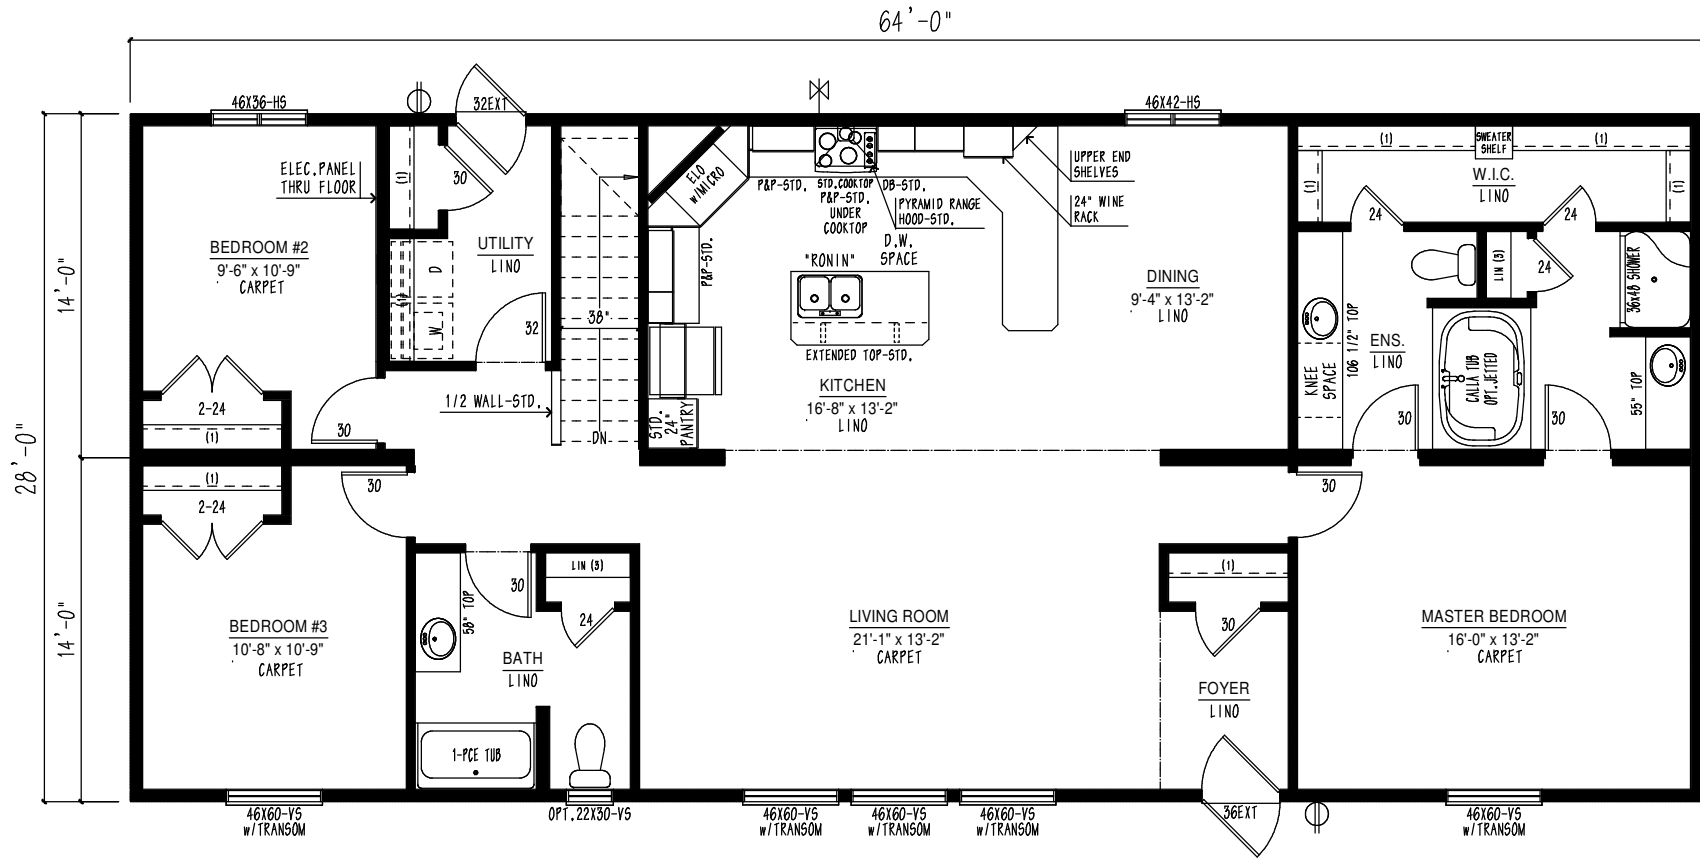 64'-0"
46X36-HS
32EXT
46X42-HS
ELEC.PANEL
THRU FLOOR
(1)
30
ELO
w/MICRO
P&P-STD.
STD.COOKTOP
P&P-STD.
UNDER
COOKTOP
DB-STD.
PYRAMID RANGE
HOOD-STD.
UPPER END
SHELVES
24" WINE
RACK
(1)
SWEATER
SHELF
(1)
W.I.C.
LINO
(1)
(1)
24
24
BEDROOM #2
9'-6" x 10'-9"
CARPET
UTILITY
LINO
D
(1)
W
32
38"
DN
P&P-STD.
"RONIN"
D.W.
SPACE
EXTENDED TOP-STD.
KITCHEN
16'-8" x 13'-2"
LINO
DINING
9'-4" x 13'-2"
LINO
LIN (3)
24
36x48 SHOWER
106 1/2" TOP
ENS.
LINO
KNEE
SPACE
CALLA TUB
OPT.JETTED
55" TOP
30
30
14'-0"
28'-0"
14'-0"
2-24
(1)
30
1/2 WALL-STD.
STD.
24"
PANTRY
(1)
2-24
30
30
BEDROOM #3
10'-8" x 10'-9"
CARPET
58" TOP
30
LIN (3)
24
BATH
LINO
1-PCE TUB
LIVING ROOM
21'-1" x 13'-2"
CARPET
(1)
30
FOYER
LINO
MASTER BEDROOM
16'-0" x 13'-2"
CARPET
36EXT
46X60-VS
w/TRANSOM
OPT.22X30-VS
46X60-VS
w/TRANSOM
46X60-VS
w/TRANSOM
46X60-VS
w/TRANSOM
46X60-VS
w/TRANSOM